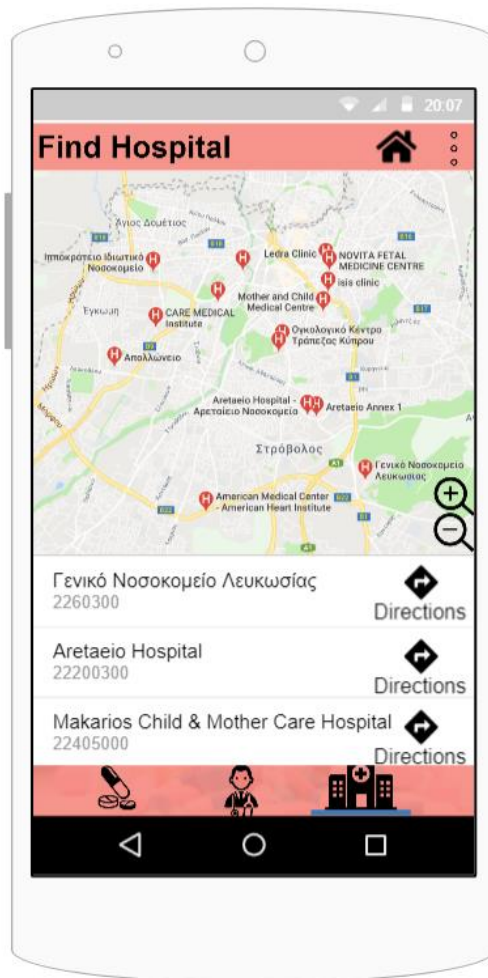 20:07
Find Hospital
Άγιος Δομέτιος
Ιπποκράτειο Ιδιωτικό
Νοσοκομείο
Ledra Clinic
NOVITA FETAL
MEDICINE CENTRE
isis clinic
Mother and Child
Medical Centre
Έγκωμη
CARE MEDICAL
Institute
Ογκολογικό Κέντρο
Τράπεζας Κύπρου
Απολλώνειο
Aretaeio Hospital -
Αρεταίειο Νοσοκομείο
Aretaeio Annex 1
Στρόβολος
Γενικό Νοσοκομείο
Λευκωσίας
American Medical Center
- American Heart Institute
Γενικό Νοσοκομείο Λευκωσίας
2260300
Directions
Aretaeio Hospital
22200300
Directions
Makarios Child & Mother Care Hospital
22405000
Directions